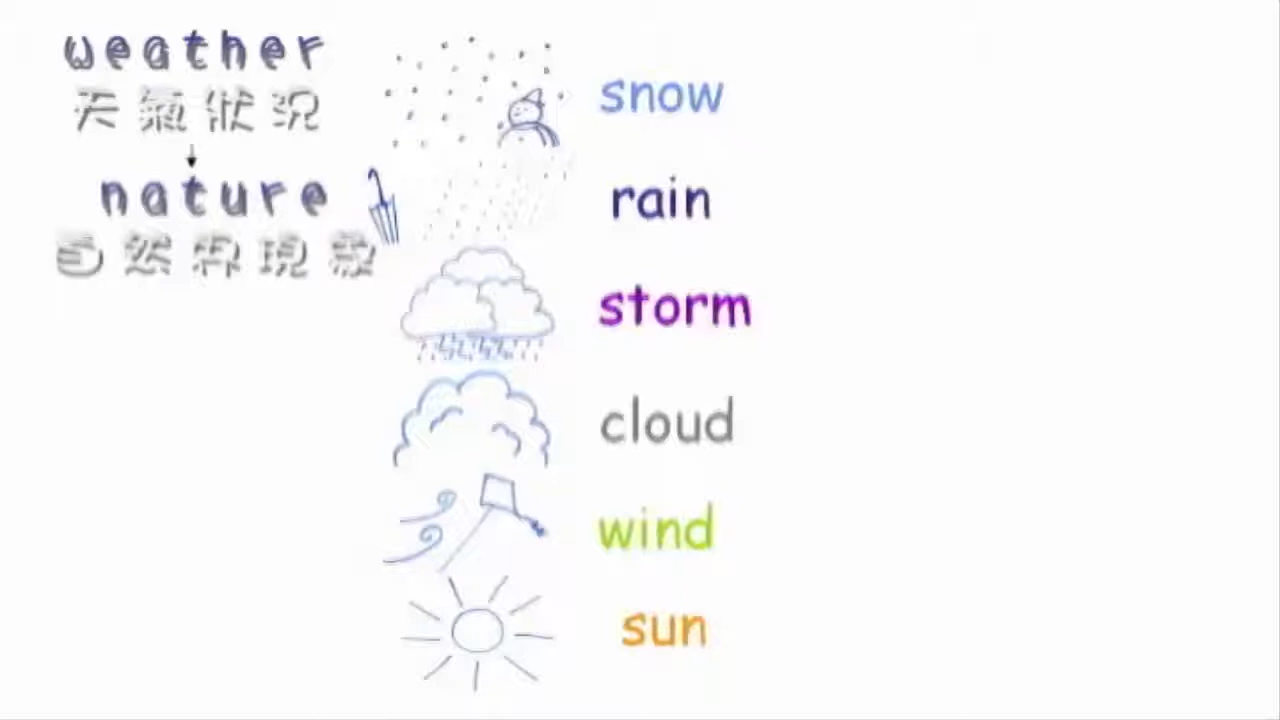 weather
天氣狀況
nature
自然界現象
snow
rain
storm
cloud
wind
sun